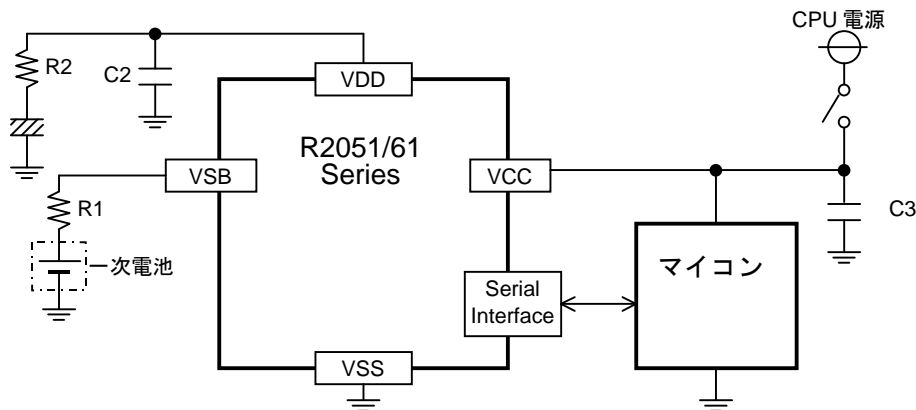 CPU 電源
R2
C2
VDD
R2051/61
Series
VSB
VCC
R1
C3
一次電池
マイコン
Serial
Interface
VSS